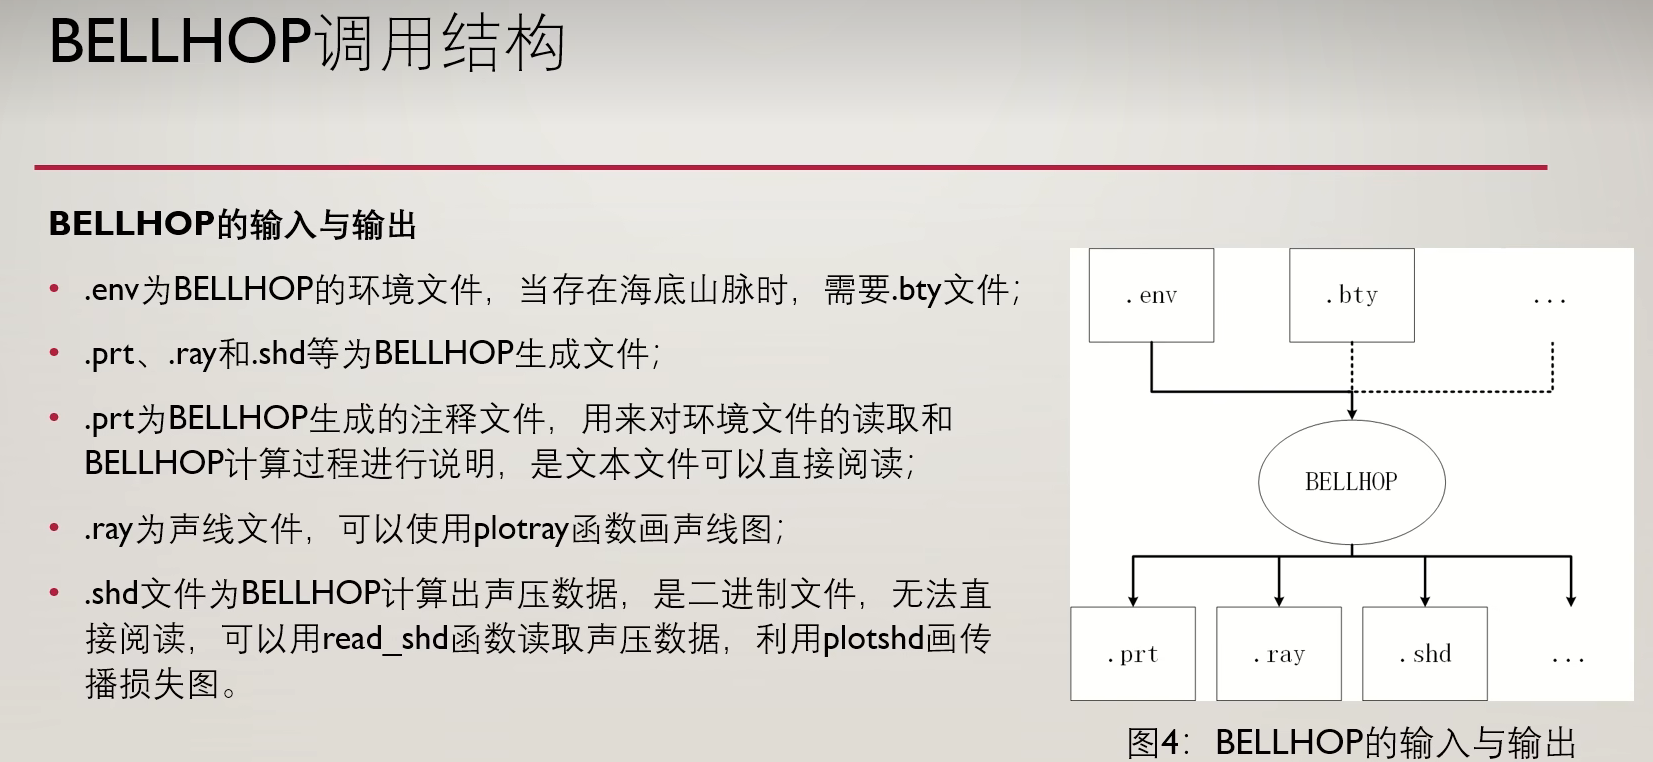 BELLHOP调用结构
BELLHOP的输入与输出
• .env为BELLHOP的环境文件，当存在海底山脉时，需要.bty文件；
• .prt、.ray和.shd等为BELLHOP生成文件；
• .prt为BELLHOP生成的注释文件，用来对环境文件的读取和
BELLHOP计算过程进行说明，是文本文件可以直接阅读；
• .ray为声线文件，可以使用plotray函数画声线图；
• .shd文件为BELLHOP计算出声压数据，是二进制文件，无法直
接阅读，可以用read_shd函数读取声压数据，利用plotshd画传
播损失图。
.env
.bty
...
BELLHOP
.prt
.ray
.shd
...
图4：BELLHOP的输入与输出